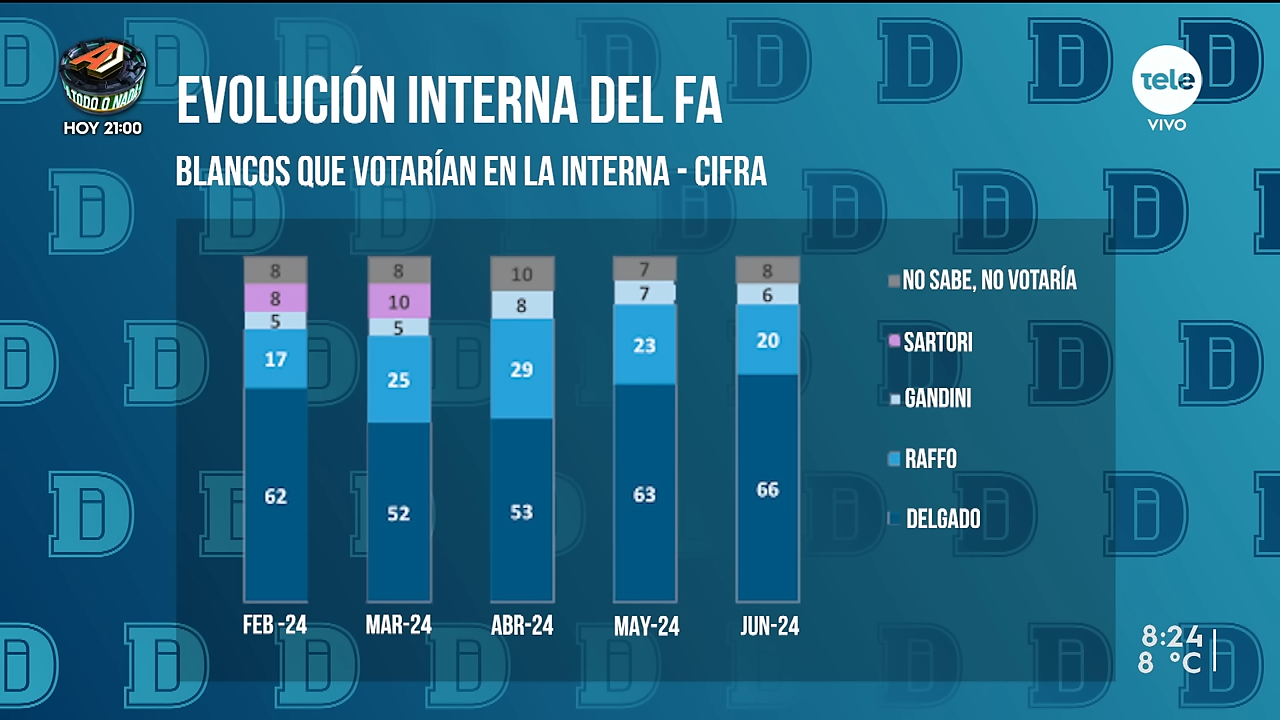 A TODO O NADA
HOY 21:00
EVOLUCIÓN INTERNA DEL FA
tele
VIVO
BLANCOS QUE VOTARÍAN EN LA INTERNA - CIFRA
8 8 10 7 8
8 10 8 7 6
5 5
17 25 29 23 20
62 52 53 63 66
NO SABE, NO VOTARÍA
SARTORI
GANDINI
RAFFO
DELGADO
FEB -24 MAR-24 ABR-24 MAY-24 JUN-24
8:24
8 °C